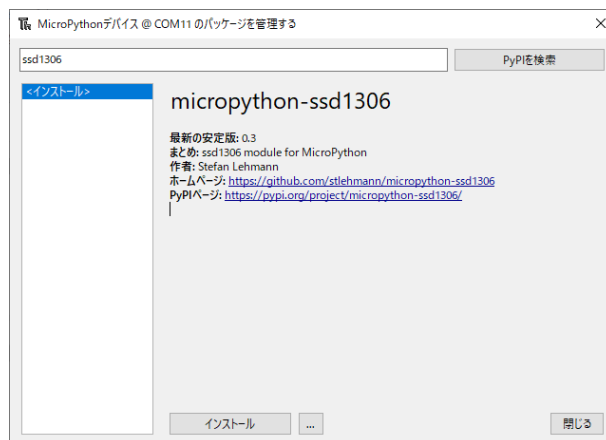 MicroPythonデバイス @ COM11 のパッケージを管理する
ssd1306
PyPIを検索
<インストール>
micropython-ssd1306
最新の安定版: 0.3
まとめ: ssd1306 module for MicroPython
作者: Stefan Lehmann
ホームページ: https://github.com/stlehmann/micropython-ssd1306
PyPIページ: https://pypi.org/project/micropython-ssd1306/
インストール
...
閉じる